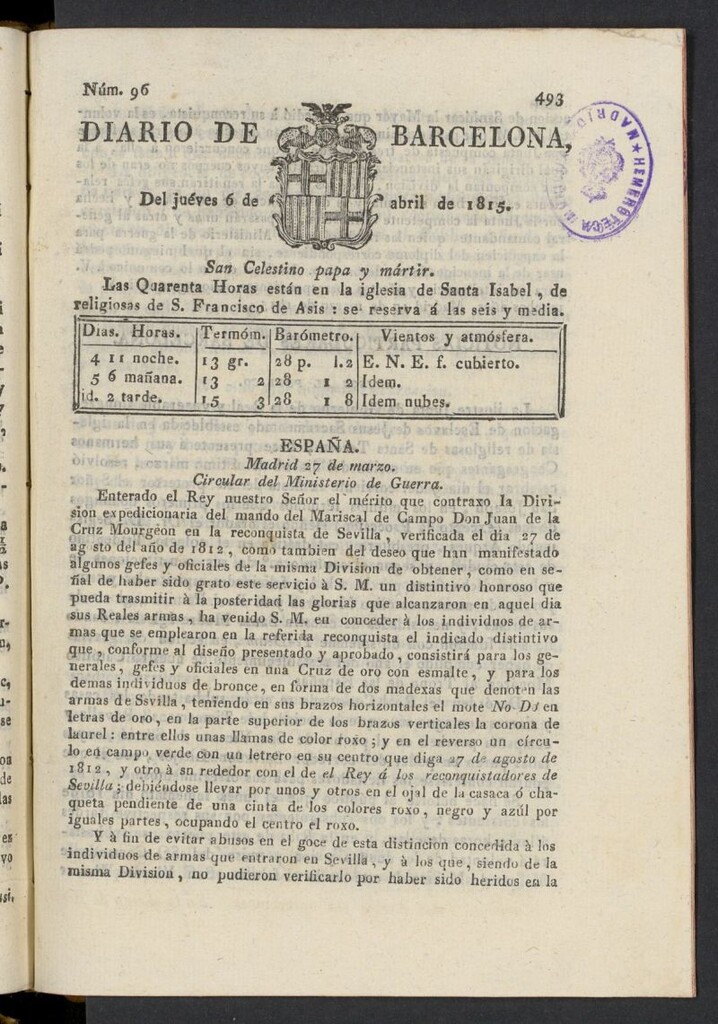 Núm. 96
493
DIARIO DE BARCELONA,
Del juéves 6 de abril de 1815.
HEMEROTECA MADRID
San Celestino papa y mártir.
Las Quarenta Horas están en la iglesia de Santa Isabel, de
religiosas de S. Francisco de Asis: se reserva á las seis y media.
Dias. Horas. Termóm. Barómetro. Vientos y atmósfera.
4 11 noche. 13 gr. 28 p. 1.2 E. N. E. f. cubierto.
5 6 mañana. 13 2 28 1 2 Idem.
id. 2 tarde. 15 3 28 1 8 Idem nubes.
ESPAÑA.
Madrid 27 de marzo.
Circular del Ministerio de Guerra.
Enterado el Rey nuestro Señor el mérito que contraxo la Divi-
sion expedicionaria del mando del Mariscal de Campo Don Juan de la
Cruz Mourgeon en la reconquista de Sevilla, verificada el dia 27 de
ag sto del año de 1812, como tambien del deseo que han manifestado
algunos gefes y oficiales de la misma Division de obtener, como en se-
ñal de haber sido grato este servicio à S. M. un distintivo honroso que
pueda trasmitir à la posteridad las glorias que alcanzaron en aquel dia
sus Reales armas, ha venido S. M. en conceder à los individuos de ar-
mas que se emplearon en la referida reconquista el indicado distintivo
que, conforme al diseño presentado y aprobado, consistirá para los ge-
nerales, gefes y oficiales en una Cruz de oro con esmalte, y para los
demas individuos de bronce, en forma de dos madexas que denoten las
armas de Ssvilla, teniendo en sus brazos horizontales el mote No-Do en
letras de oro, en la parte superior de los brazos verticales la corona de
laurel: entre ellos unas llamas de color roxo; y en el reverso un círcu-
lo en campo verde con un letrero en su centro que diga 27 de agosto de
1812, y otro à sn rededor con el de el Rey á los reconquistadores de
Sevilla; debiéndose llevar por unos y otros en el ojal de la casaca ó cha-
queta pendiente de una cinta de los colores roxo, negro y azul por
iguales partes, ocupando el centro el roxo.
Y à fin de evitar abusos en el goce de esta distincion concedida à los
individuos de armas que entraron en Sevilla, y à los que, siendo de la
misma Division, no pudieron verificarlo por haber sido heridos en la